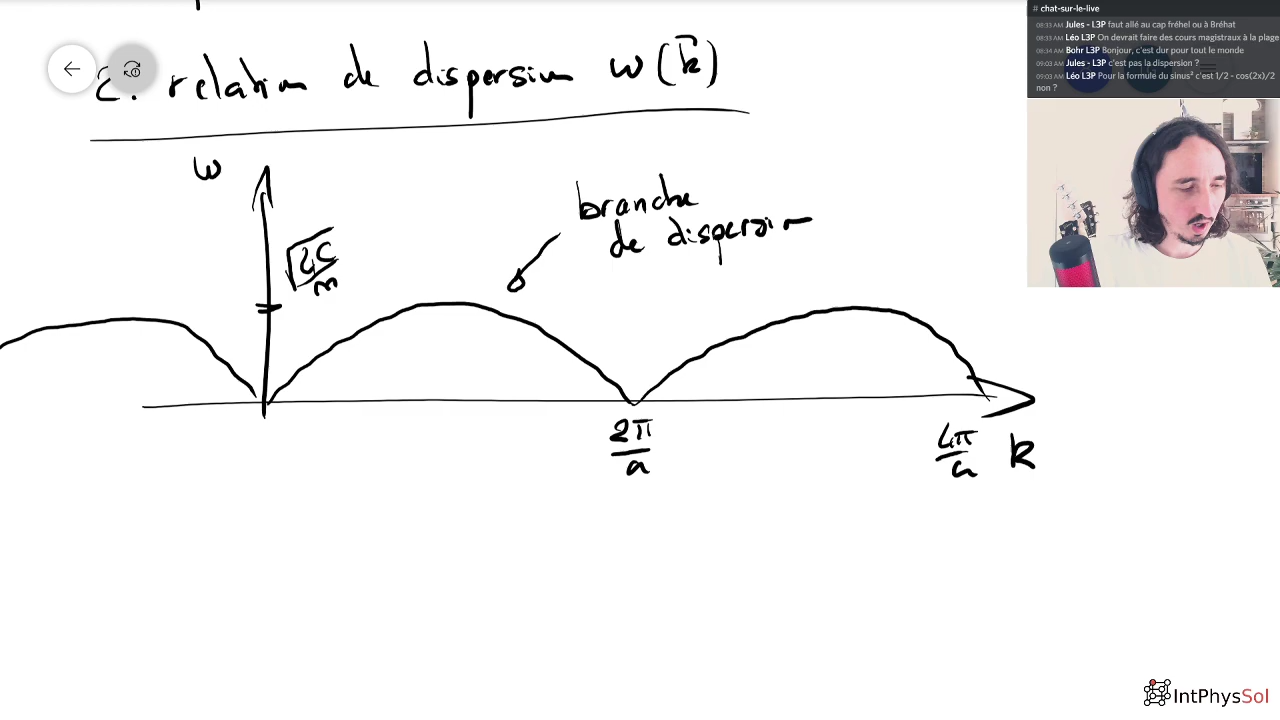 2. relation de dispersion ω(k⃗)
ω
√4C/m
branche
de dispersion
2π/a
4π/a
k
# chat-sur-le-live
08:33 AM Jules - L3P faut allé au cap fréhel ou à Bréhat
08:33 AM Léo L3P On devrait faire des cours magistraux à la plage
08:34 AM Bohr L3P Bonjour, c'est dur pour tout le monde
09:03 AM Jules - L3P c'est pas la dispersion ?
09:03 AM Léo L3P Pour la formule du sinus² c'est 1/2 - cos(2x)/2
non ?
IntPhysSol